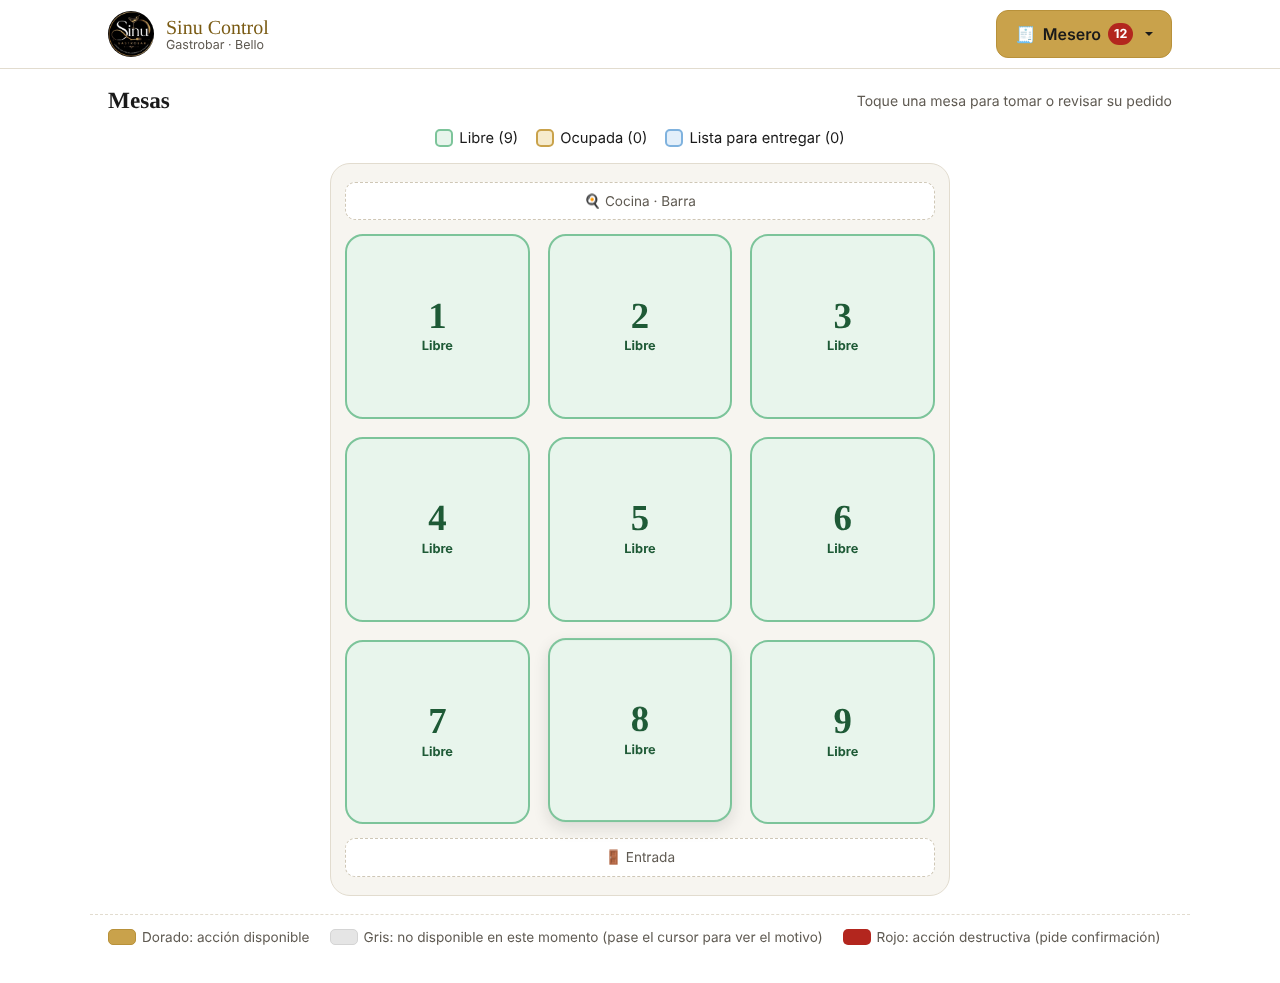 Sinu
Sinu Control
Gastrobar · Bello
Mesero 12
Mesas
Toque una mesa para tomar o revisar su pedido
Libre (9) Ocupada (0) Lista para entregar (0)
Cocina · Barra
1 2 3
Libre Libre Libre
4 5 6
Libre Libre Libre
7 8 9
Libre Libre Libre
Entrada
Dorado: acción disponible Gris: no disponible en este momento (pase el cursor para ver el motivo) Rojo: acción destructiva (pide confirmación)